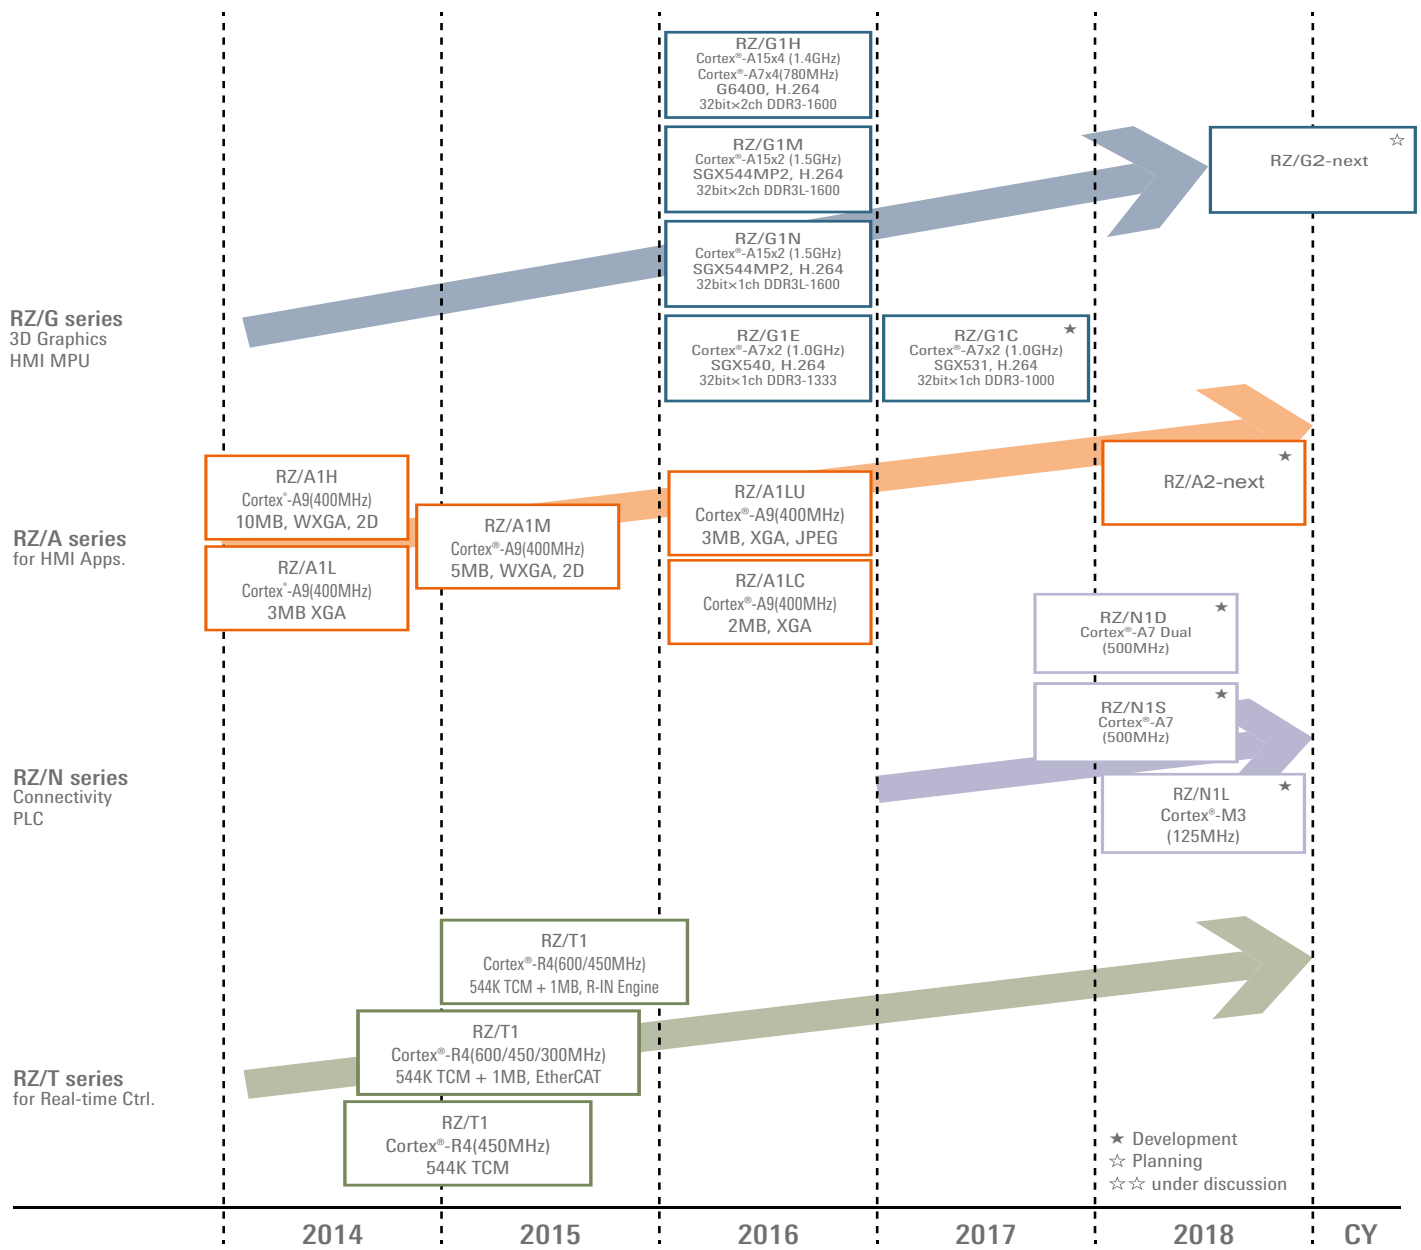 RZ/G1H
Cortex®-A15x4 (1.4GHz)
Cortex®-A7x4(780MHz)
G6400, H.264
32bit×2ch DDR3-1600
RZ/G1M
Cortex®-A15x2 (1.5GHz)
SGX544MP2, H.264
32bit×2ch DDR3L-1600
☆
RZ/G2-next
RZ/G1N
Cortex®-A15x2 (1.5GHz)
SGX544MP2, H.264
32bit×1ch DDR3L-1600
RZ/G series
3D Graphics
HMI MPU
RZ/G1E
Cortex®-A7x2 (1.0GHz)
SGX540, H.264
32bit×1ch DDR3-1333
RZ/G1C ★
Cortex®-A7x2 (1.0GHz)
SGX531, H.264
32bit×1ch DDR3-1000
RZ/A series
for HMI Apps.
RZ/A1H
Cortex®-A9(400MHz)
10MB, WXGA, 2D
RZ/A1L
Cortex®-A9(400MHz)
3MB XGA
RZ/A1M
Cortex®-A9(400MHz)
5MB, WXGA, 2D
RZ/A1LU
Cortex®-A9(400MHz)
3MB, XGA, JPEG
RZ/A1LC
Cortex®-A9(400MHz)
2MB, XGA
★
RZ/A2-next
RZ/N series
Connectivity
PLC
RZ/N1D ★
Cortex®-A7 Dual
(500MHz)
RZ/N1S ★
Cortex®-A7
(500MHz)
RZ/N1L ★
Cortex®-M3
(125MHz)
RZ/T series
for Real-time Ctrl.
RZ/T1
Cortex®-R4(600/450MHz)
544K TCM + 1MB, R-IN Engine
RZ/T1
Cortex®-R4(600/450/300MHz)
544K TCM + 1MB, EtherCAT
RZ/T1
Cortex®-R4(450MHz)
544K TCM
★ Development
☆ Planning
☆☆ under discussion
2014 2015 2016 2017 2018 CY